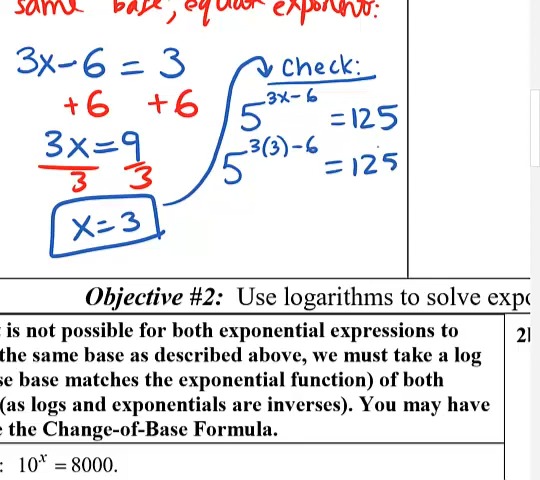 same base, equal exponents:
3x-6 = 3
+6 +6
3x=9
3 3
x=3
Check:
5^{3x-6} =125
5^{3(3)-6} =125
Objective #2: Use logarithms to solve expo
is not possible for both exponential expressions to
the same base as described above, we must take a log
se base matches the exponential function) of both
(as logs and exponentials are inverses). You may have
e the Change-of-Base Formula.
: 10^x = 8000.